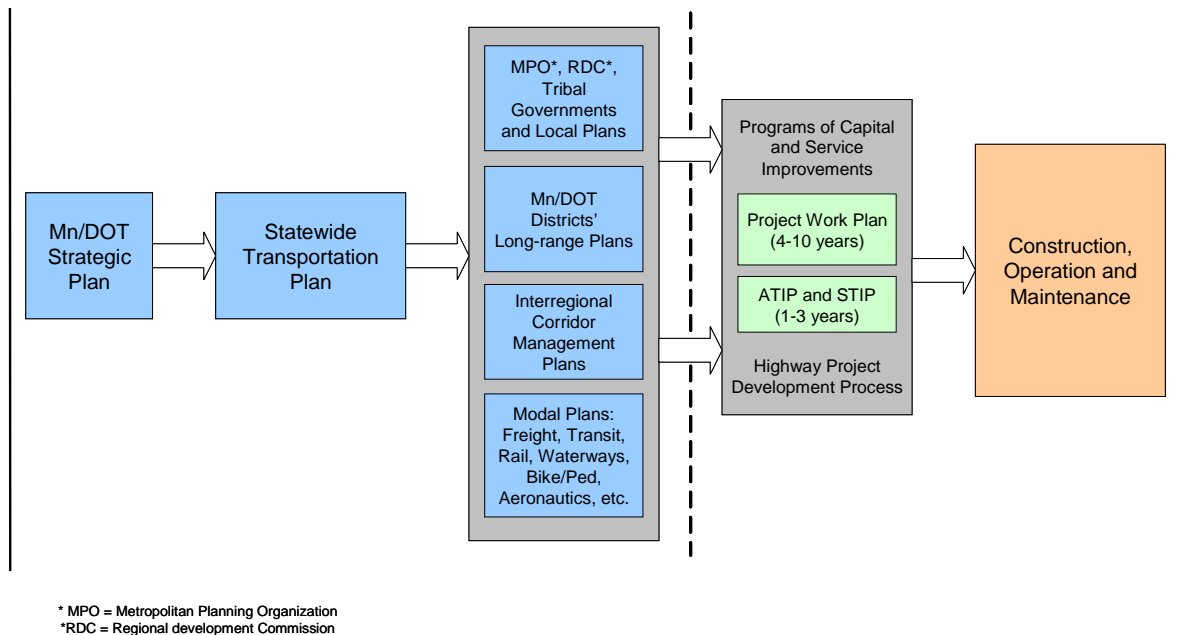 Mn/DOT
Strategic
Plan
Statewide
Transportation
Plan
MPO*, RDC*,
Tribal
Governments
and Local Plans
Mn/DOT
Districts'
Long-range Plans
Interregional
Corridor
Management
Plans
Modal Plans:
Freight, Transit,
Rail, Waterways,
Bike/Ped,
Aeronautics, etc.
Programs of Capital
and Service
Improvements
Project Work Plan
(4-10 years)
ATIP and STIP
(1-3 years)
Highway Project
Development Process
Construction,
Operation and
Maintenance
* MPO = Metropolitan Planning Organization
*RDC = Regional development Commission